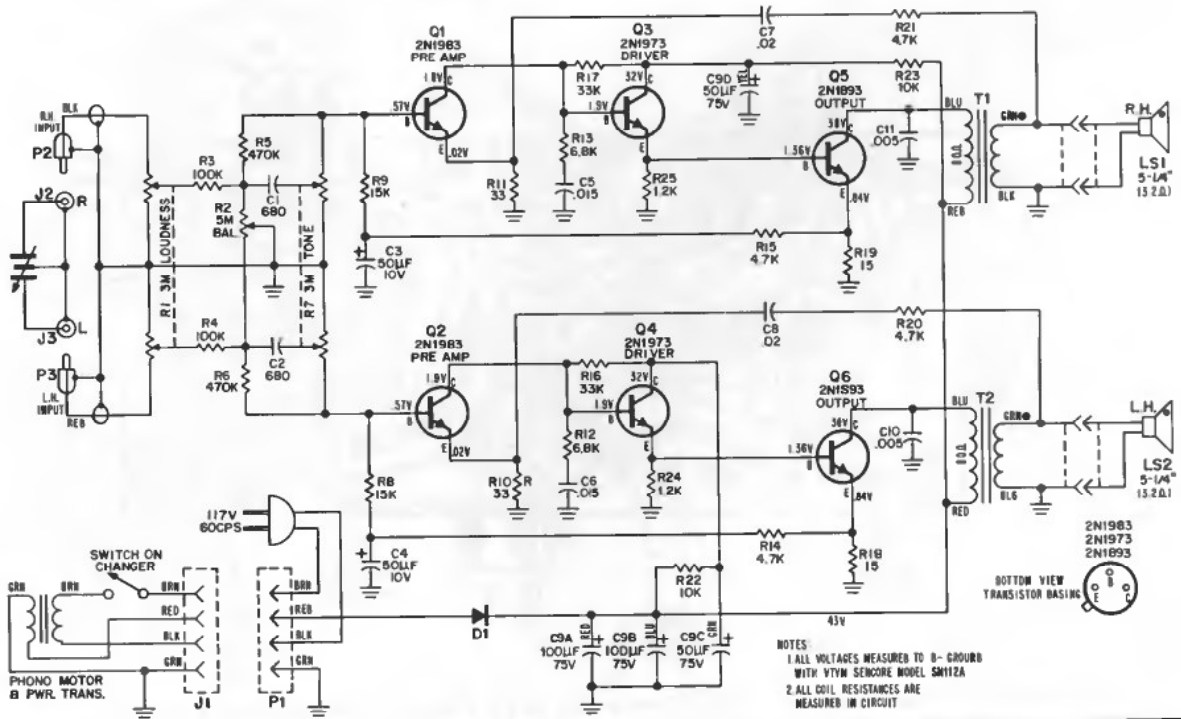 Q1
2N1983
PRE AMP
1.8V
C
.57V
B
E
.02V
Q3
2N1973
DRIVER
R17
33K
32V
C
1.9V
B
E
C7
.02
R21
4.7K
C9D
50µF
75V
YEL
R23
10K
Q5
2N1893
OUTPUT
38V
C
1.36V
B
E
.84V
C11
.005
BLU
T1
RED
GRN
BLK
R.H.
LS1
5-1/4"
(3.2Ω)
BLK
R.H.
INPUT
P2
J2
R
J3
L
P3
L.H.
INPUT
RED
R1 3M LOUDNESS
R3
100K
R5
470K
C1
680
R2
5M
BAL
R7 3M TONE
R4
100K
R6
470K
C2
680
R9
15K
C3
50µF
10V
R11
33
R13
6.8K
C5
.015
R25
1.2K
R15
4.7K
R19
15
Q2
2N1983
PRE AMP
1.9V
C
.57V
B
E
.02V
Q4
2N1973
DRIVER
R16
33K
32V
C
1.9V
B
E
C8
.02
R20
4.7K
Q6
2N1S93
OUTPUT
38V
C
1.36V
E
.84V
C10
.005
BLU
T2
RED
GRN
L.H.
LS2
5-1/4"
(3.2Ω)
R8
15K
C4
50µF
10V
R10
33
R
R12
6.8K
C6
.015
R24
1.2K
R14
4.7K
R18
15
R22
10K
117V
60CPS
SWITCH ON
CHANGER
GRN
BRN
BRN
RED
BLK
GRN
PHONO MOTOR
& PWR. TRANS.
J1
BRN
RED
BLK
GRN
P1
D1
C9A
100µF
75V
RED
C9B
100µF
75V
BLU
C9C
50µF
75V
GRN
43V
2N1983
2N1973
2N1893
B
E
C
BOTTOM VIEW
TRANSISTOR BASING
NOTES
1. ALL VOLTAGES MEASURED TO B- GROUND
WITH VTVM SENCORE MODEL SM112A
2. ALL COIL RESISTANCES ARE
MEASURED IN CIRCUIT